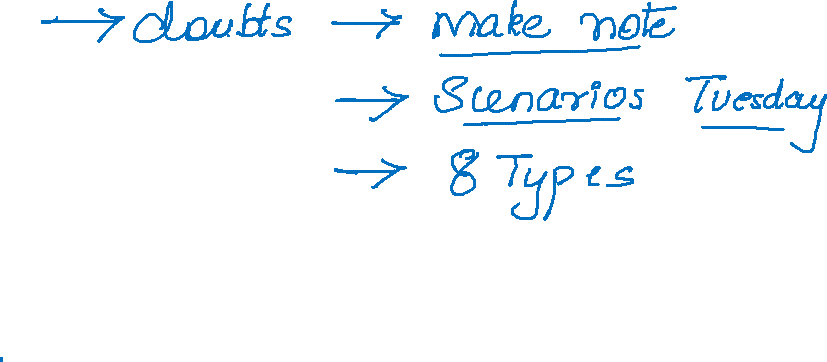 → doubts → make note
→ Scenarios Tuesday
→ 8 Types